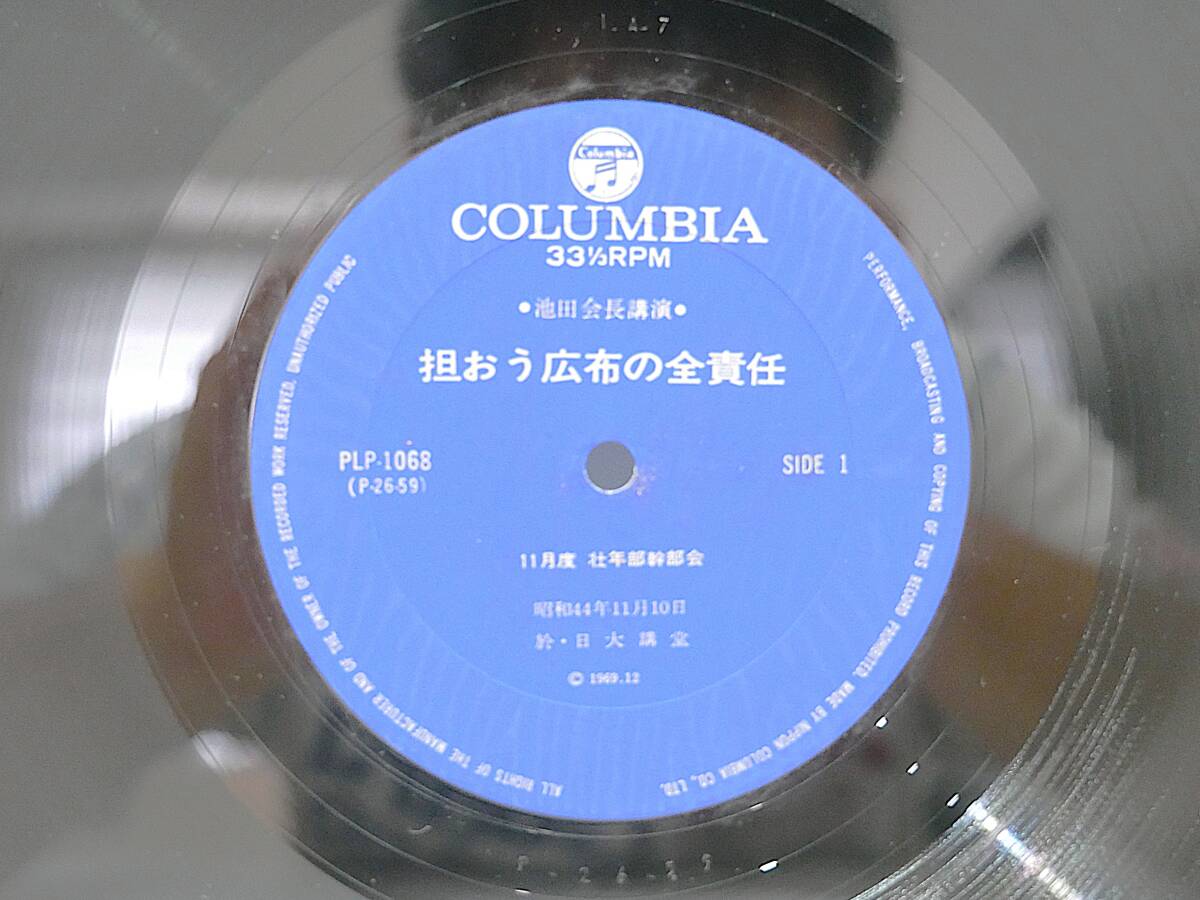 1-A-7
Columbia
COLUMBIA
33⅓RPM
●池田会長講演●
担おう広布の全責任
PLP-1068
(P-26-59)
SIDE 1
11月度 壮年部幹部会
昭和44年11月10日
於・日大講堂
© 1969.12
ALL RIGHTS OF THE MANUFACTURER AND OF THE OWNER OF THE RECORDED WORK RESERVED. UNAUTHORIZED PUBLIC
PERFORMANCE, BROADCASTING AND COPYING OF THIS RECORD PROHIBITED. MADE BY NIPPON COLUMBIA CO., LTD.
P-26-59